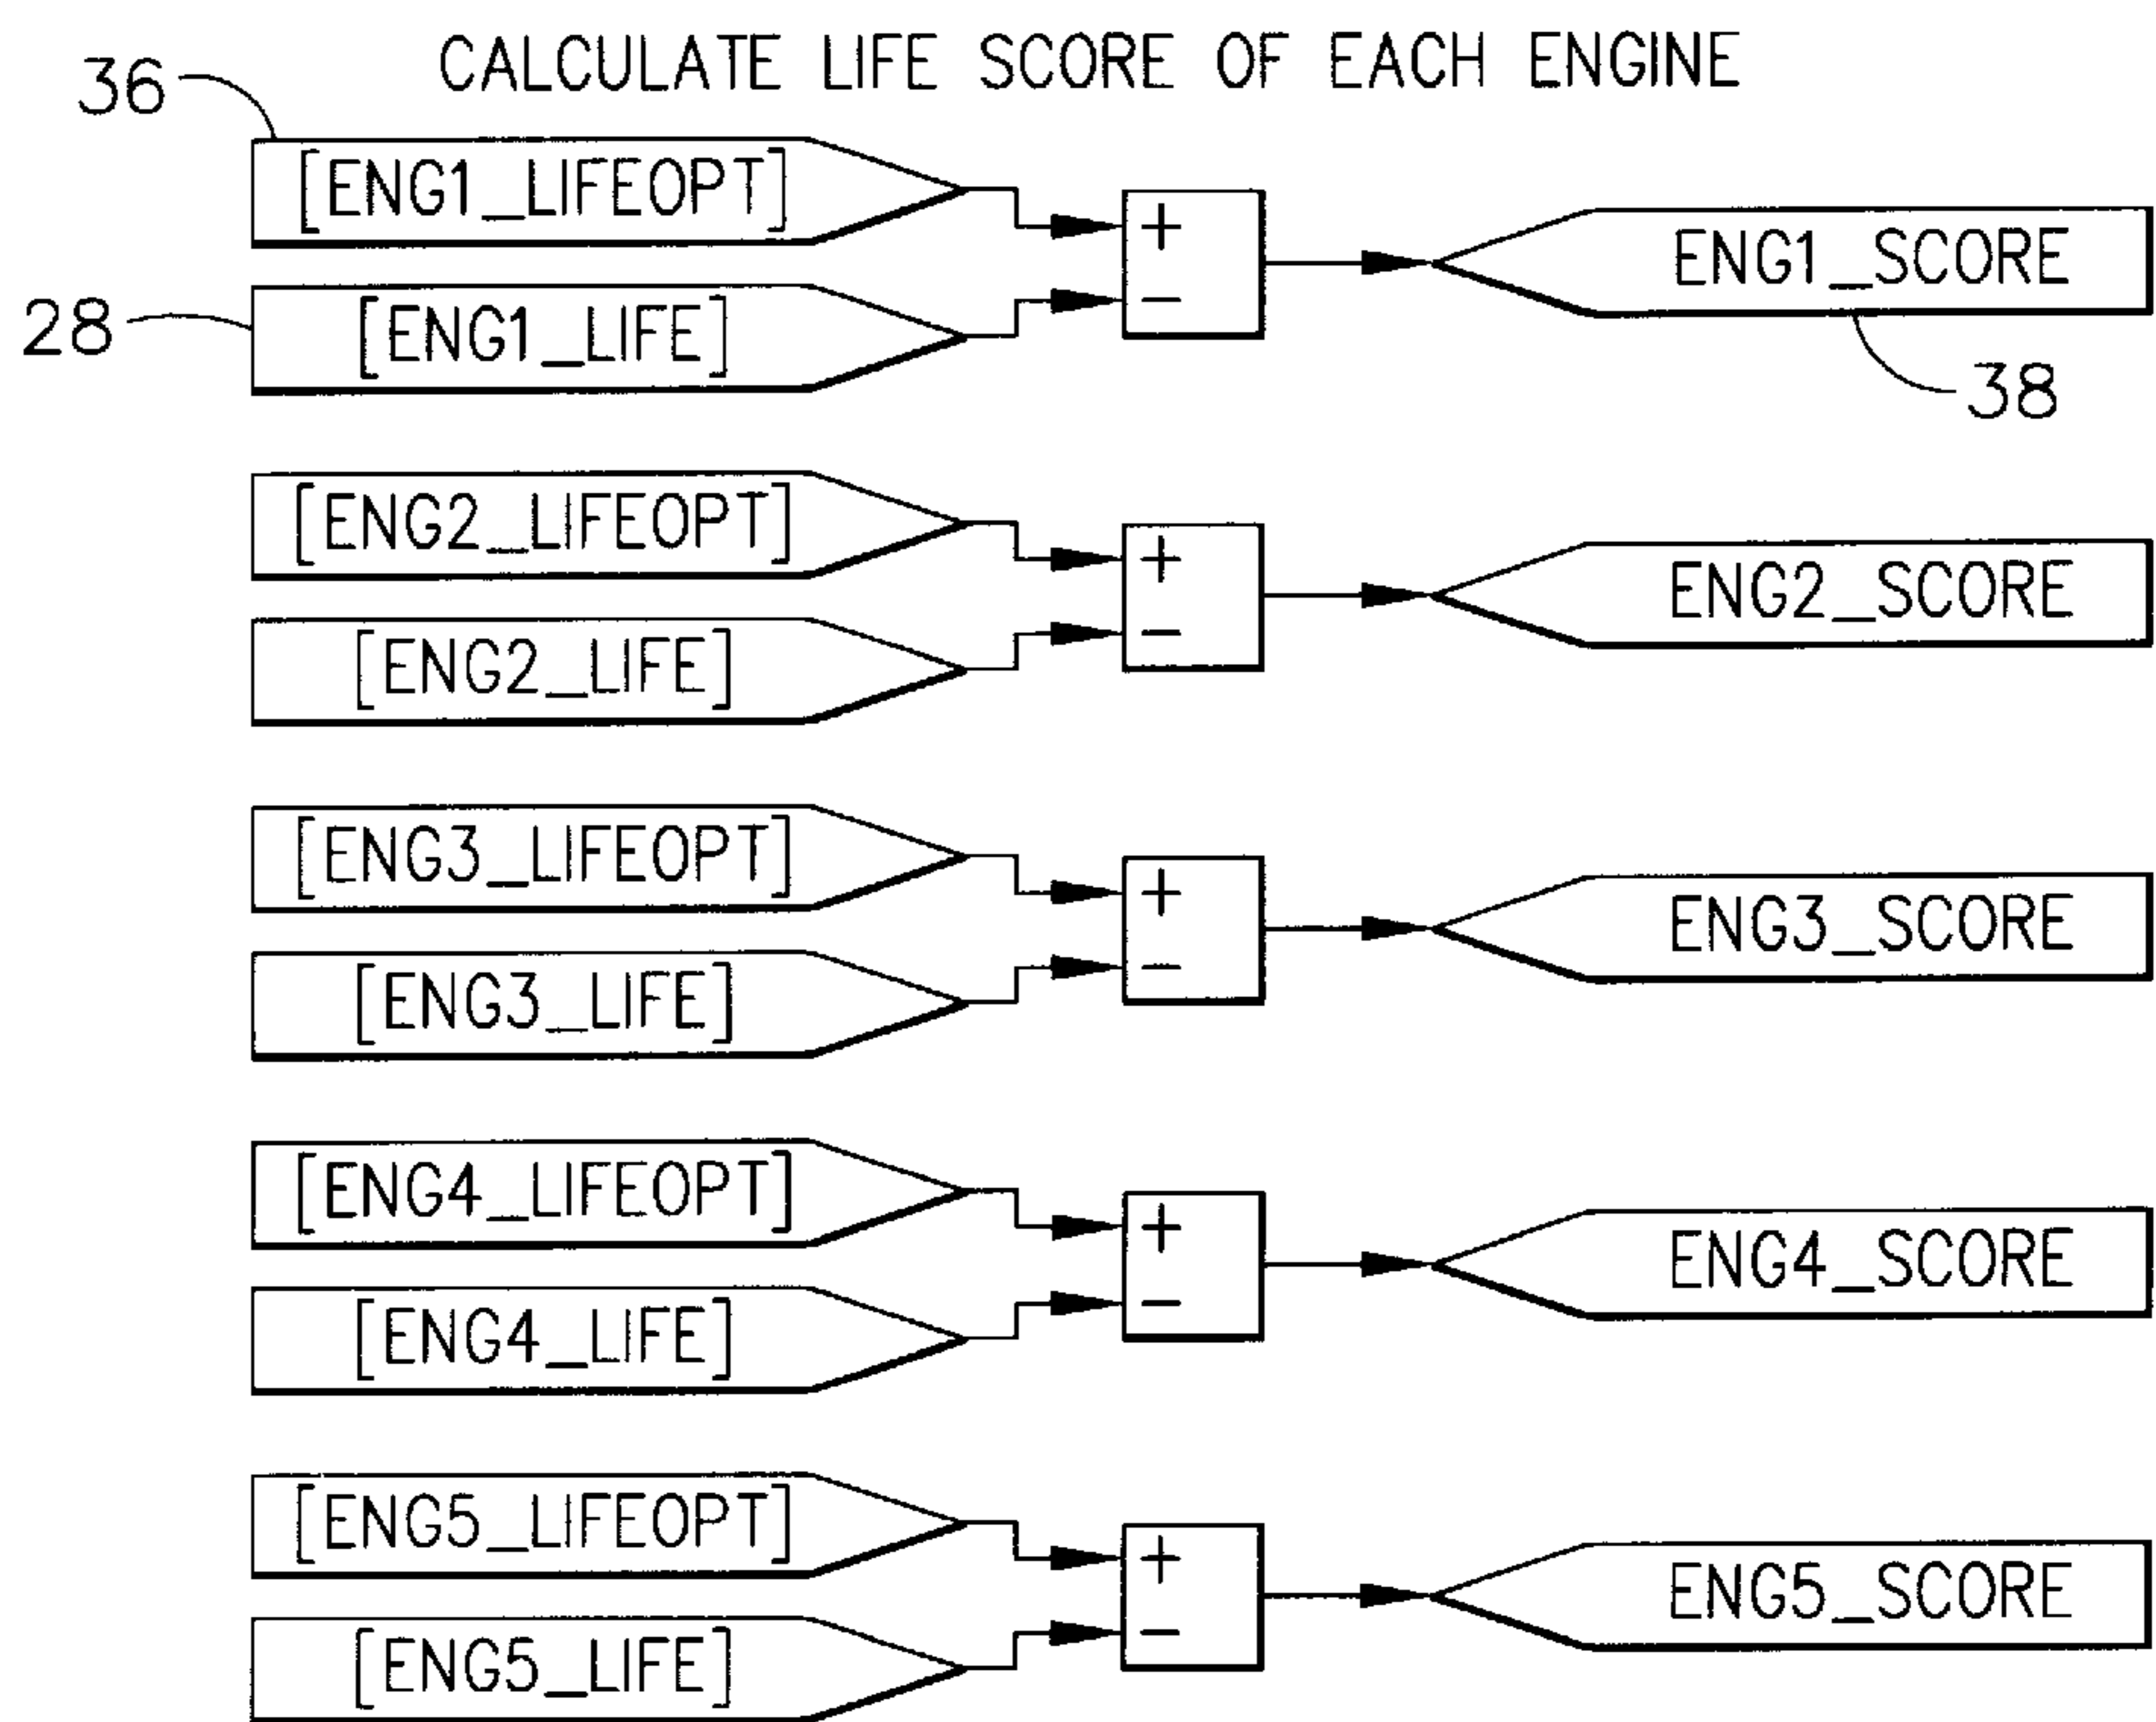 CALCULATE LIFE SCORE OF EACH ENGINE
36
[ENG1_LIFEOPT]
+
ENG1_SCORE
28
[ENG1_LIFE]
−
38
[ENG2_LIFEOPT]
+
ENG2_SCORE
[ENG2_LIFE]
−
[ENG3_LIFEOPT]
+
ENG3_SCORE
[ENG3_LIFE]
−
[ENG4_LIFEOPT]
+
ENG4_SCORE
[ENG4_LIFE]
−
[ENG5_LIFEOPT]
+
ENG5_SCORE
[ENG5_LIFE]
−